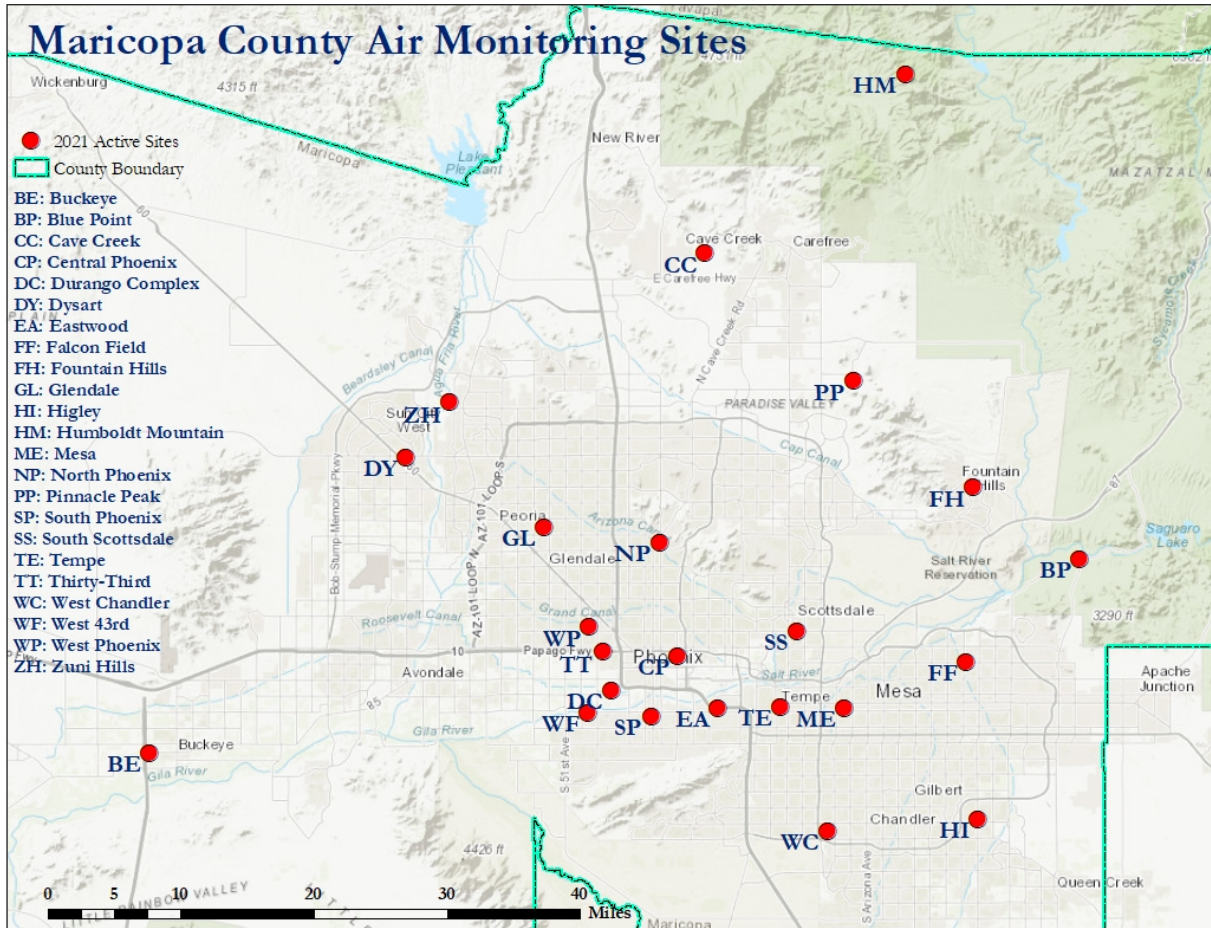 Maricopa County Air Monitoring Sites
Wickenburg
4315 ft
HM
2021 Active Sites
County Boundary
Maricopa
Lake
Pleasant
New River
MAZATZAL
BE: Buckeye
BP: Blue Point
CC: Cave Creek
CP: Central Phoenix
DC: Durango Complex
DY: Dysart
EA: Eastwood
FF: Falcon Field
FH: Fountain Hills
GL: Glendale
HI: Higley
HM: Humboldt Mountain
ME: Mesa
NP: North Phoenix
PP: Pinnacle Peak
SP: South Phoenix
SS: South Scottsdale
TE: Tempe
TT: Thirty-Third
WC: West Chandler
WF: West 43rd
WP: West Phoenix
ZH: Zuni Hills
60
Cave Creek
Carefree
CC
E Carefree Hwy
Sycamore Creek
PLAIN
Agua Fria River
Beardsley Canal
N Cave Creek Rd
PP
PARADISE VALLEY
ZH
West
DY
60
Cap Canal
Fountain
Hills
FH
87
Bob Stump Memorial Pkwy
AZ-101-LOOP S
AZ-101-LOOP N
Peoria
GL
Arizona Canal
NP
Glendale
Saguaro
Lake
Salt River
Reservation
BP
Roosevelt Canal
Grand Canal
WP
Scottsdale
SS
3290 ft
10
Papago Fwy
TT
Phoenix
CP
Salt River
FF
Avondale
Apache
Junction
85
DC
Tempe
Mesa
WF
SP
EA
TE
ME
Gila River
Buckeye
BE
Gila River
S 51st Ave
Gilbert
Chandler
WC
HI
4426 ft
S Arizona Ave
Queen Creek
0 5 10 20 30 40
Miles
LITTLE RAINBOW VALLEY
Maricopa